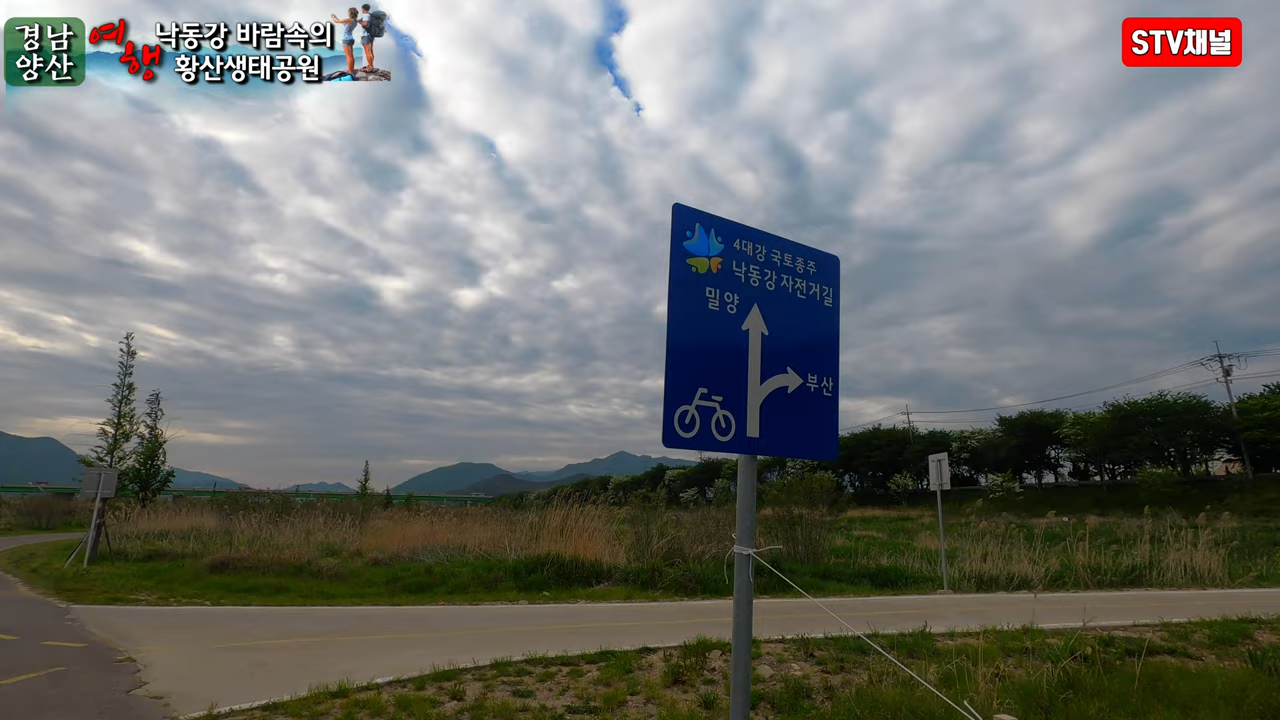 경남
양산
여행
낙동강 바람속의
황산생태공원
STV채널
4대강 국토종주
낙동강 자전거길
밀양
부산